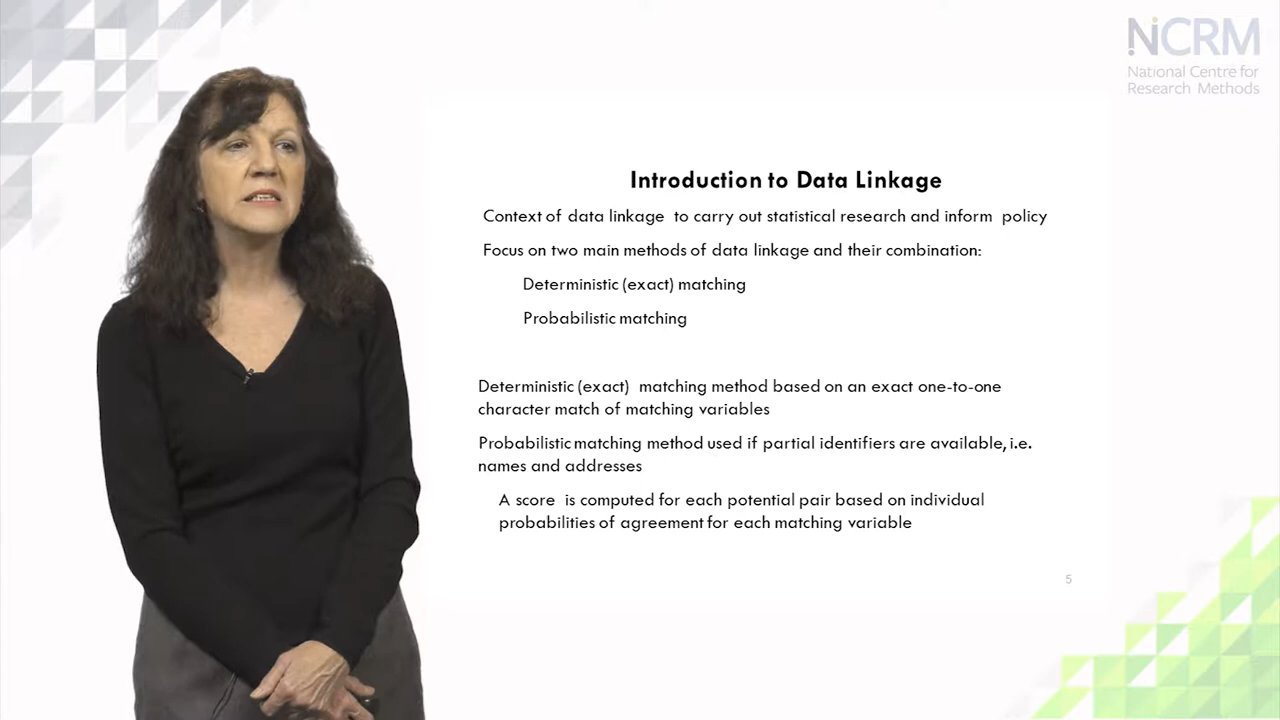 NCRM
National Centre for
Research Methods
Introduction to Data Linkage
Context of data linkage to carry out statistical research and inform policy
Focus on two main methods of data linkage and their combination:
Deterministic (exact) matching
Probabilistic matching
Deterministic (exact) matching method based on an exact one-to-one
character match of matching variables
Probabilistic matching method used if partial identifiers are available, i.e.
names and addresses
A score is computed for each potential pair based on individual
probabilities of agreement for each matching variable
5